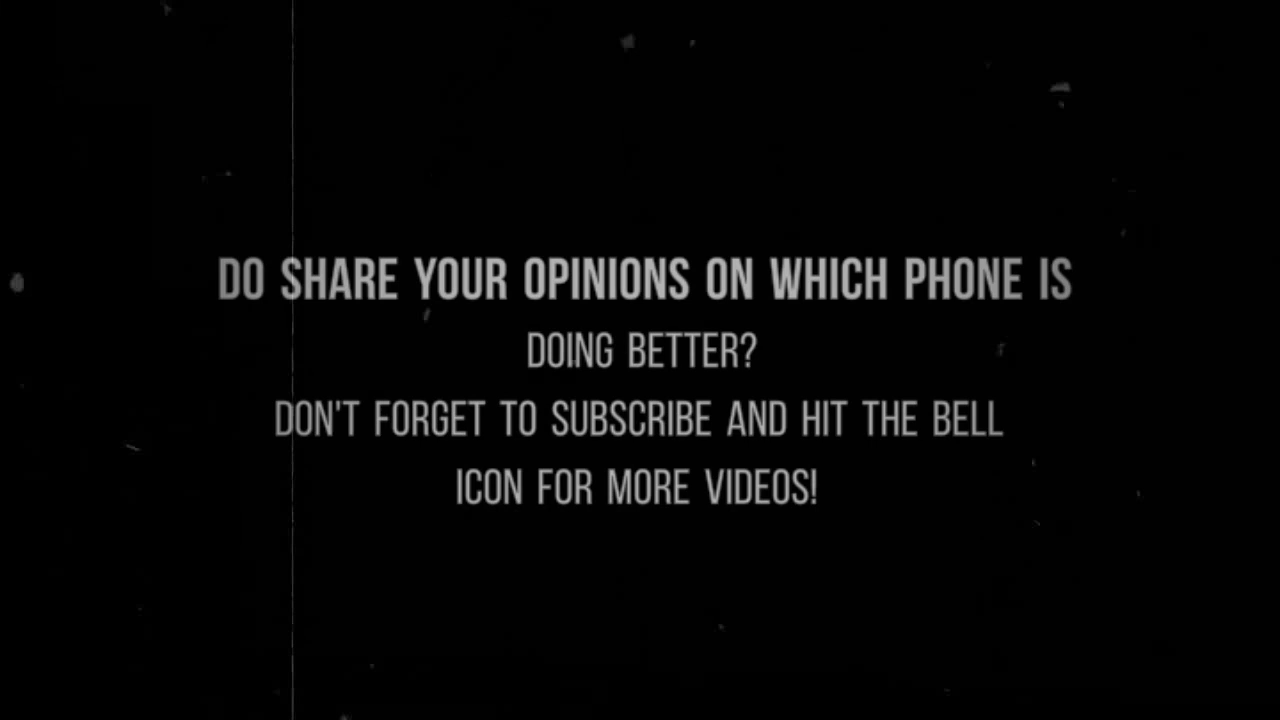 DO SHARE YOUR OPINIONS ON WHICH PHONE IS
DOING BETTER?
DON'T FORGET TO SUBSCRIBE AND HIT THE BELL
ICON FOR MORE VIDEOS!